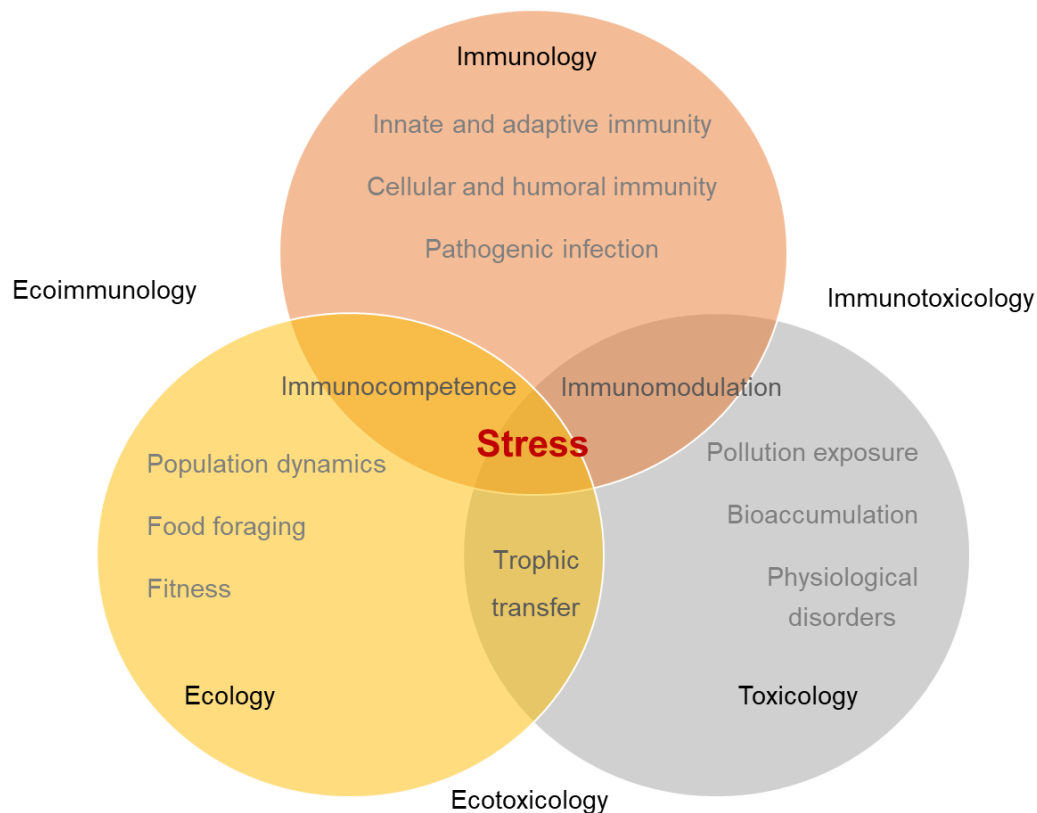 Immunology
Innate and adaptive immunity
Cellular and humoral immunity
Pathogenic infection
Ecoimmunology
Immunotoxicology
Immunocompetence
Immunomodulation
Stress
Population dynamics
Food foraging
Fitness
Pollution exposure
Bioaccumulation
Physiological
disorders
Trophic
transfer
Ecology
Toxicology
Ecotoxicology